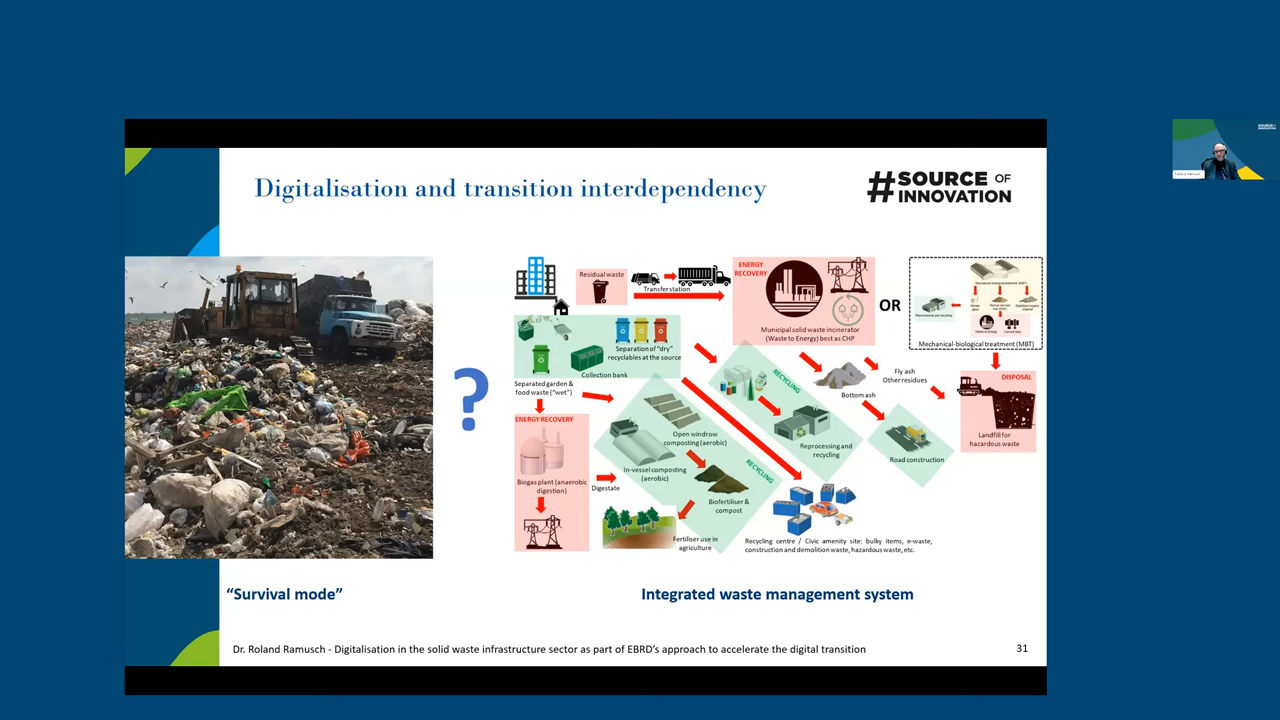 SOURCE OF
INNOVATION
Digitalisation and transition interdependency
#SOURCE OF
INNOVATION
Residual waste
Transfer station
ENERGY
RECOVERY
Municipal solid waste incinerator
(Waste to Energy) best as CHP
OR
Mechanical-biological treatment (MBT)
Separation of "dry"
recyclables at the source
Collection bank
Separated garden &
food waste ("wet")
RECYCLING
Fly ash
Other residues
Bottom ash
DISPOSAL
Landfill for
hazardous waste
ENERGY RECOVERY
Open windrow
composting (aerobic)
Reprocessing and
recycling
Road construction
In-vessel composting
(aerobic)
RECYCLING
Biogas plant (anaerobic
digestion)
Digestate
Biofertiliser &
compost
Fertiliser use in
agriculture
Recycling centre / Civic amenity site: bulky items, e-waste,
construction and demolition waste, hazardous waste, etc.
?
"Survival mode"
Integrated waste management system
Dr. Roland Ramusch - Digitalisation in the solid waste infrastructure sector as part of EBRD's approach to accelerate the digital transition
31